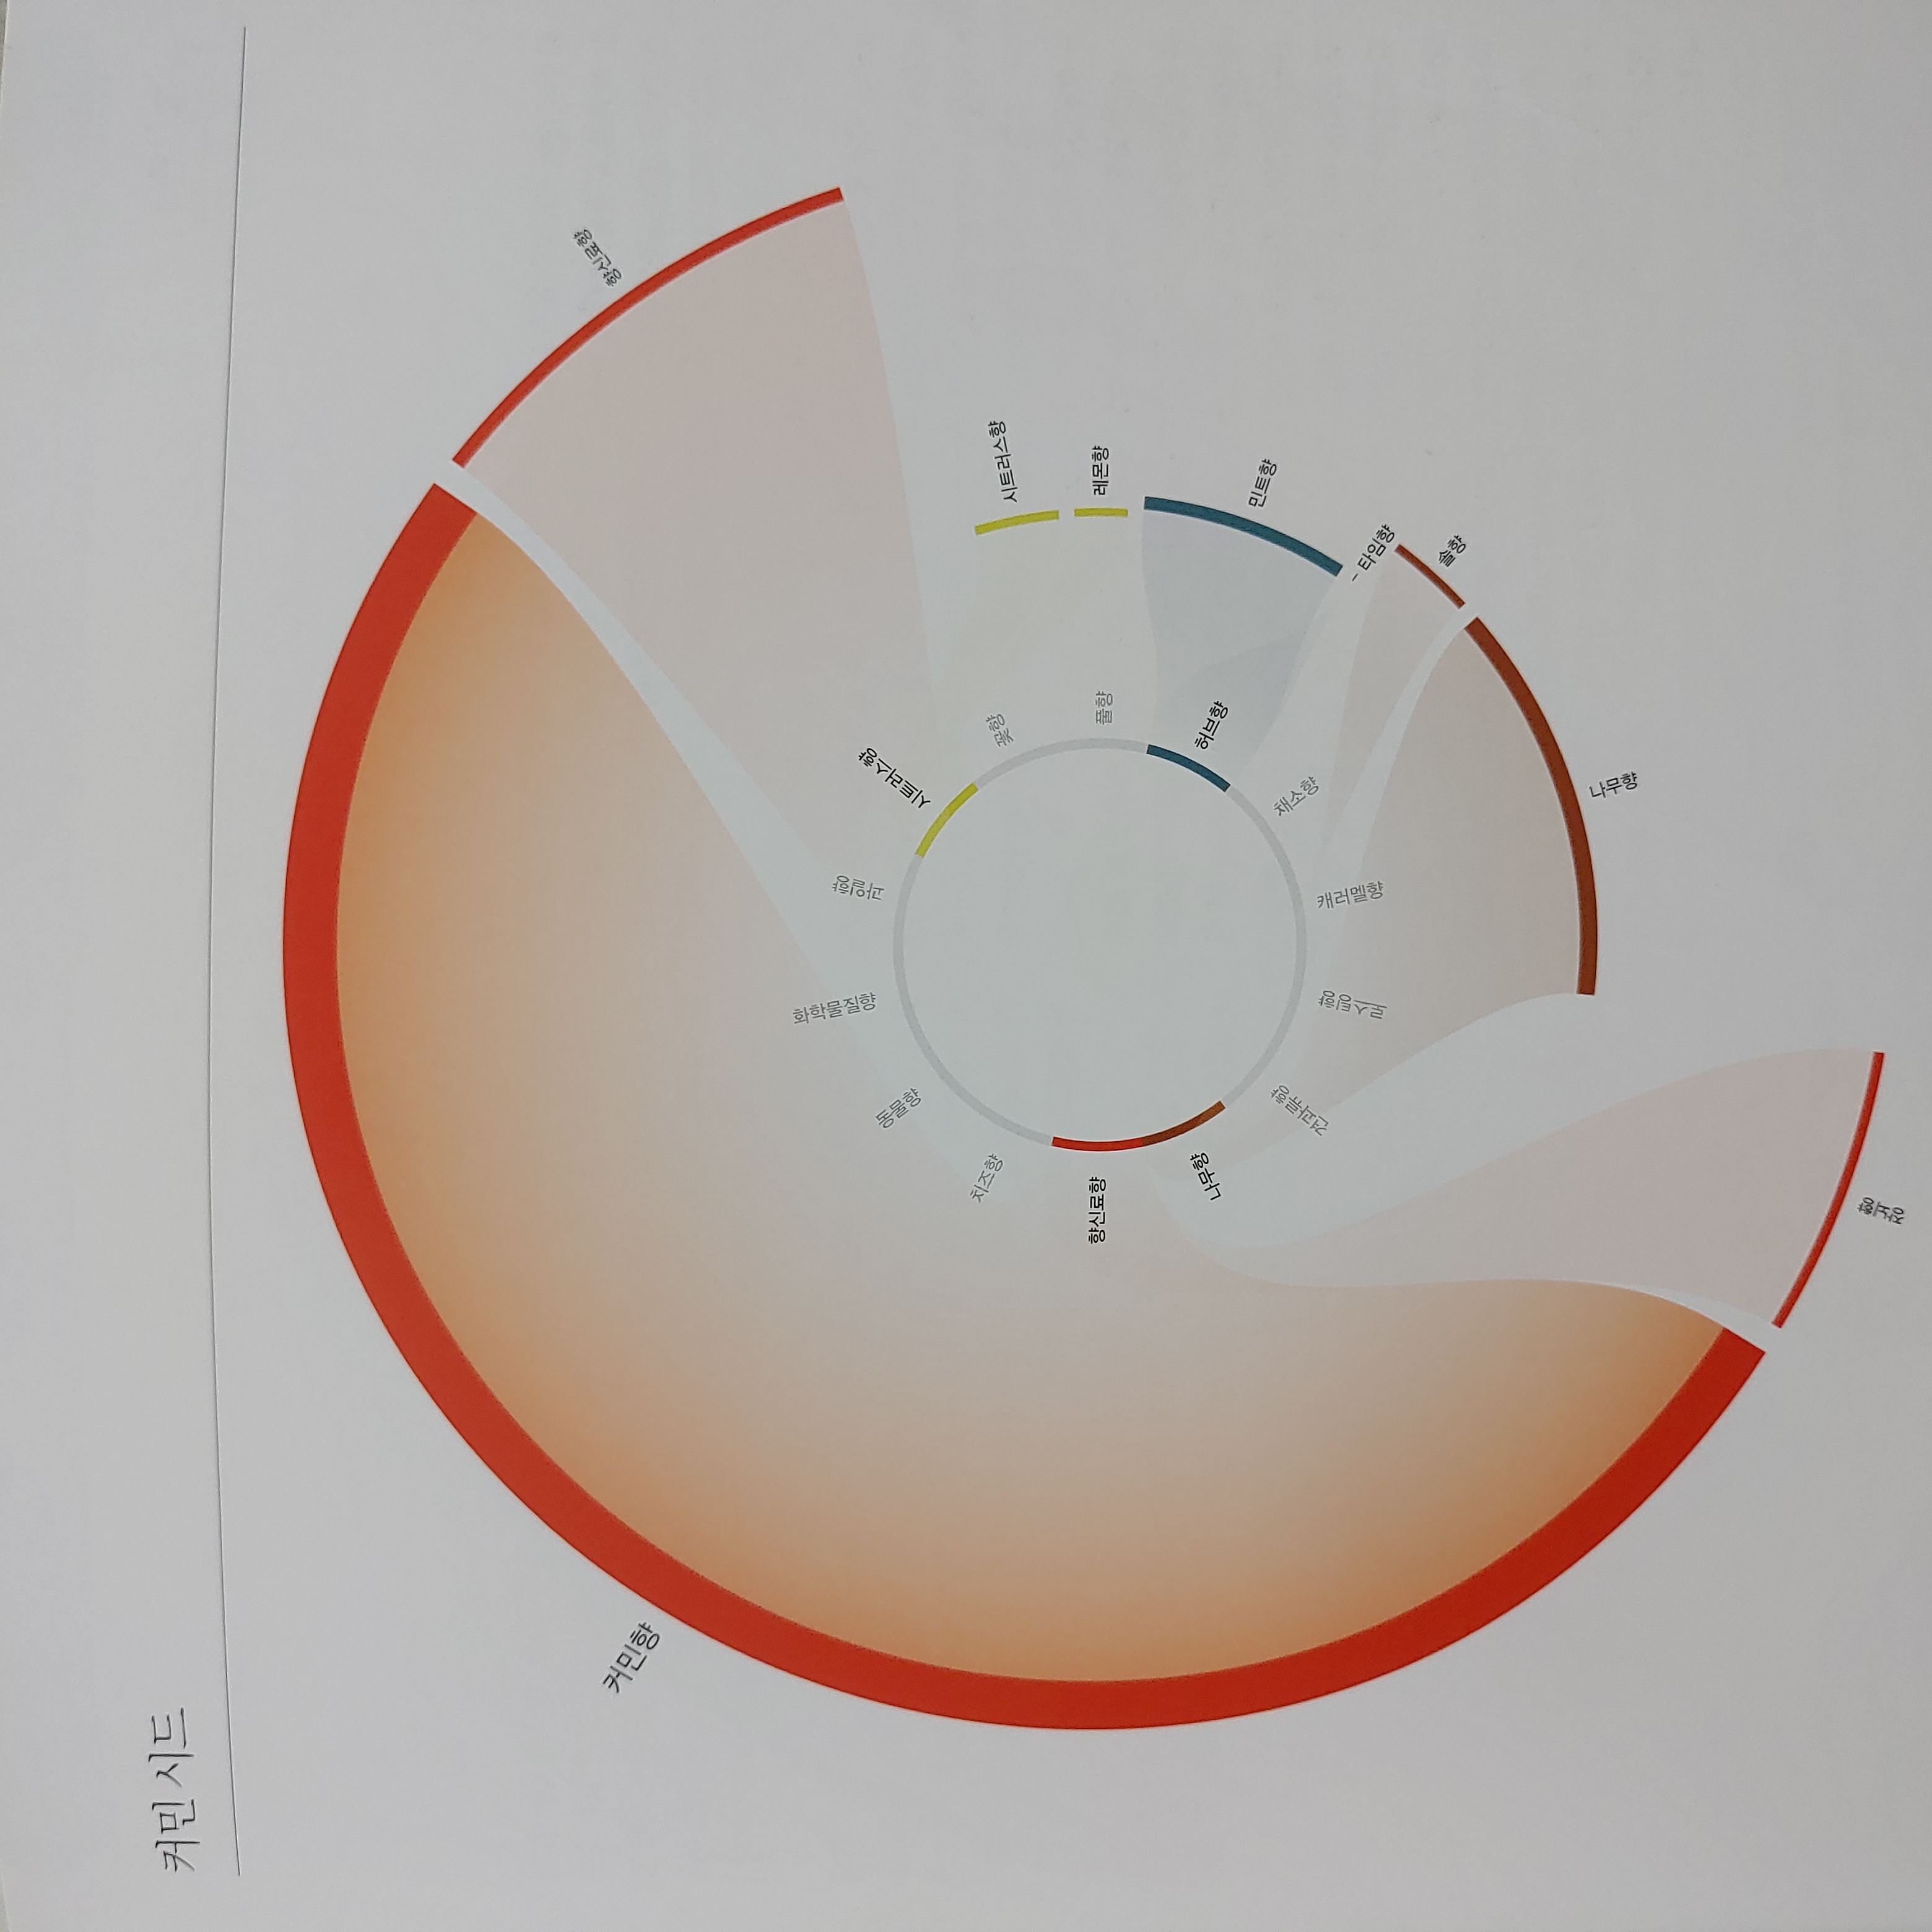 커민 시드
커민향
향신료향
화학물질향
과일향
시트러스향
동물향
치즈향
꽃향
시트러스향
향신료향
풀향
레몬향
나무향
허브향
민트향
견과류향
로스팅향
캐러멜향
채소향
- 타임향
솔향
나무향
장뇌향